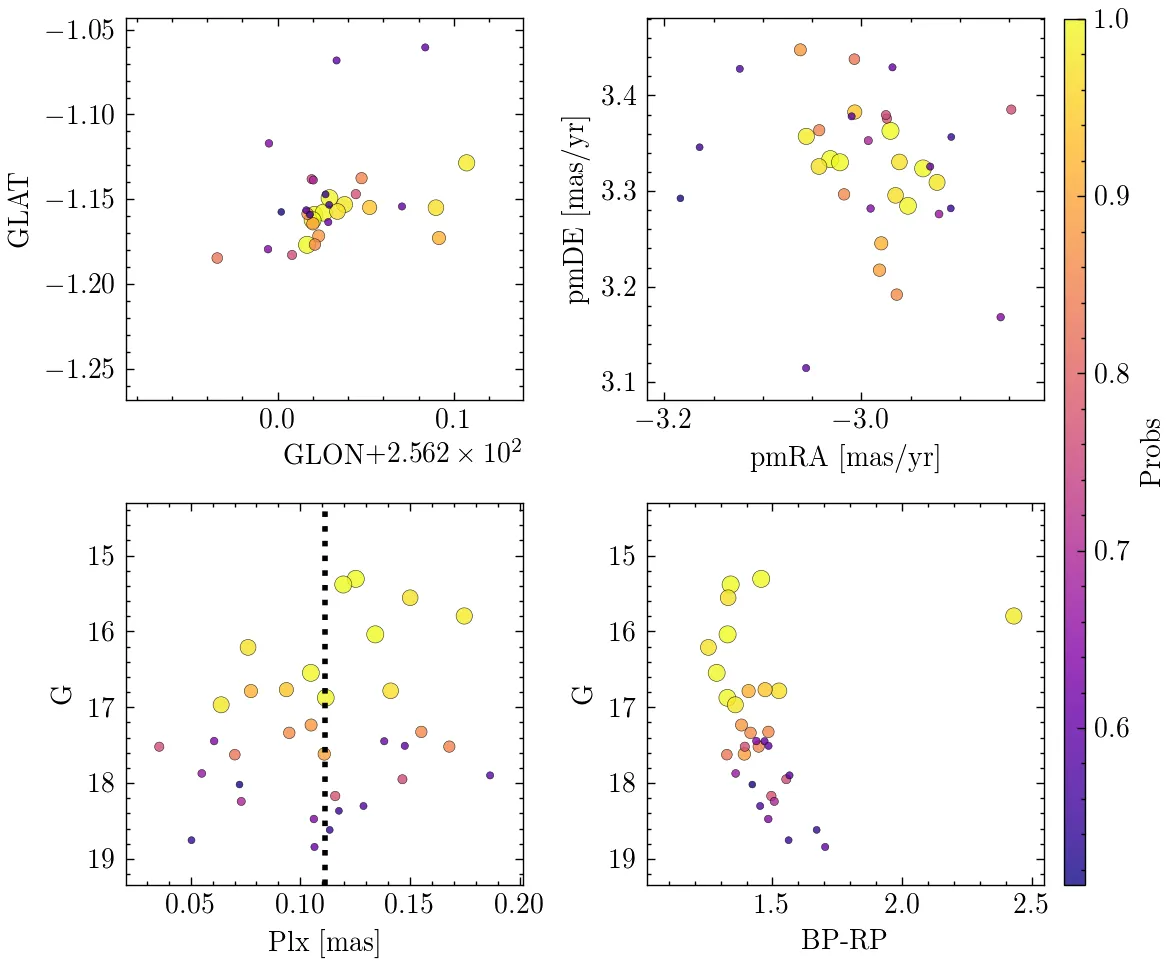 −1.05
−1.10
−1.15
−1.20
−1.25
GLAT
0.0 0.1
GLON+2.562 × 10²
3.4
3.3
3.2
3.1
pmDE [mas/yr]
−3.2 −3.0
pmRA [mas/yr]
15
16
17
18
19
G
0.05 0.10 0.15 0.20
Plx [mas]
15
16
17
18
19
G
1.5 2.0 2.5
BP-RP
1.0
0.9
0.8
0.7
0.6
Probs